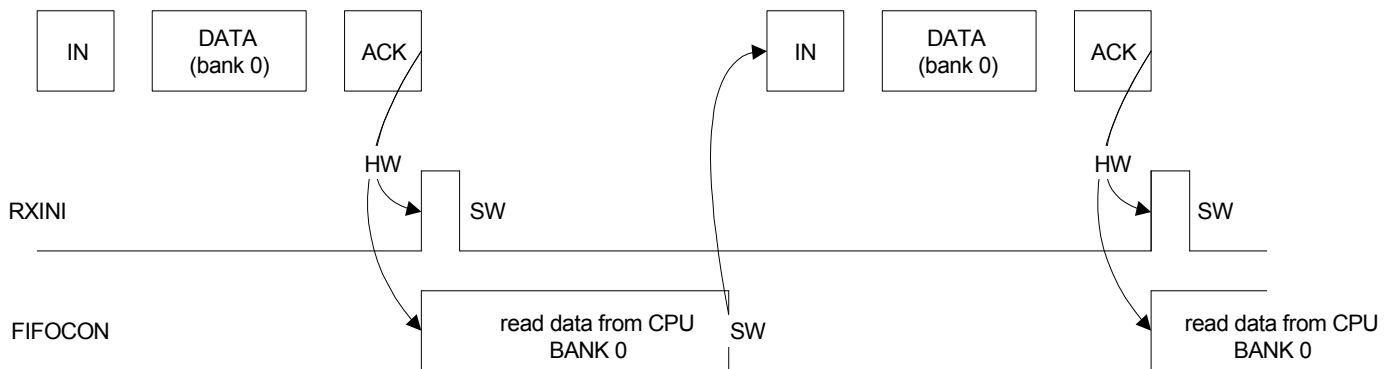 IN
DATA
(bank 0)
ACK
IN
DATA
(bank 0)
ACK
HW
HW
RXINI
SW
SW
FIFOCON
read data from CPU
BANK 0
SW
read data from CPU
BANK 0